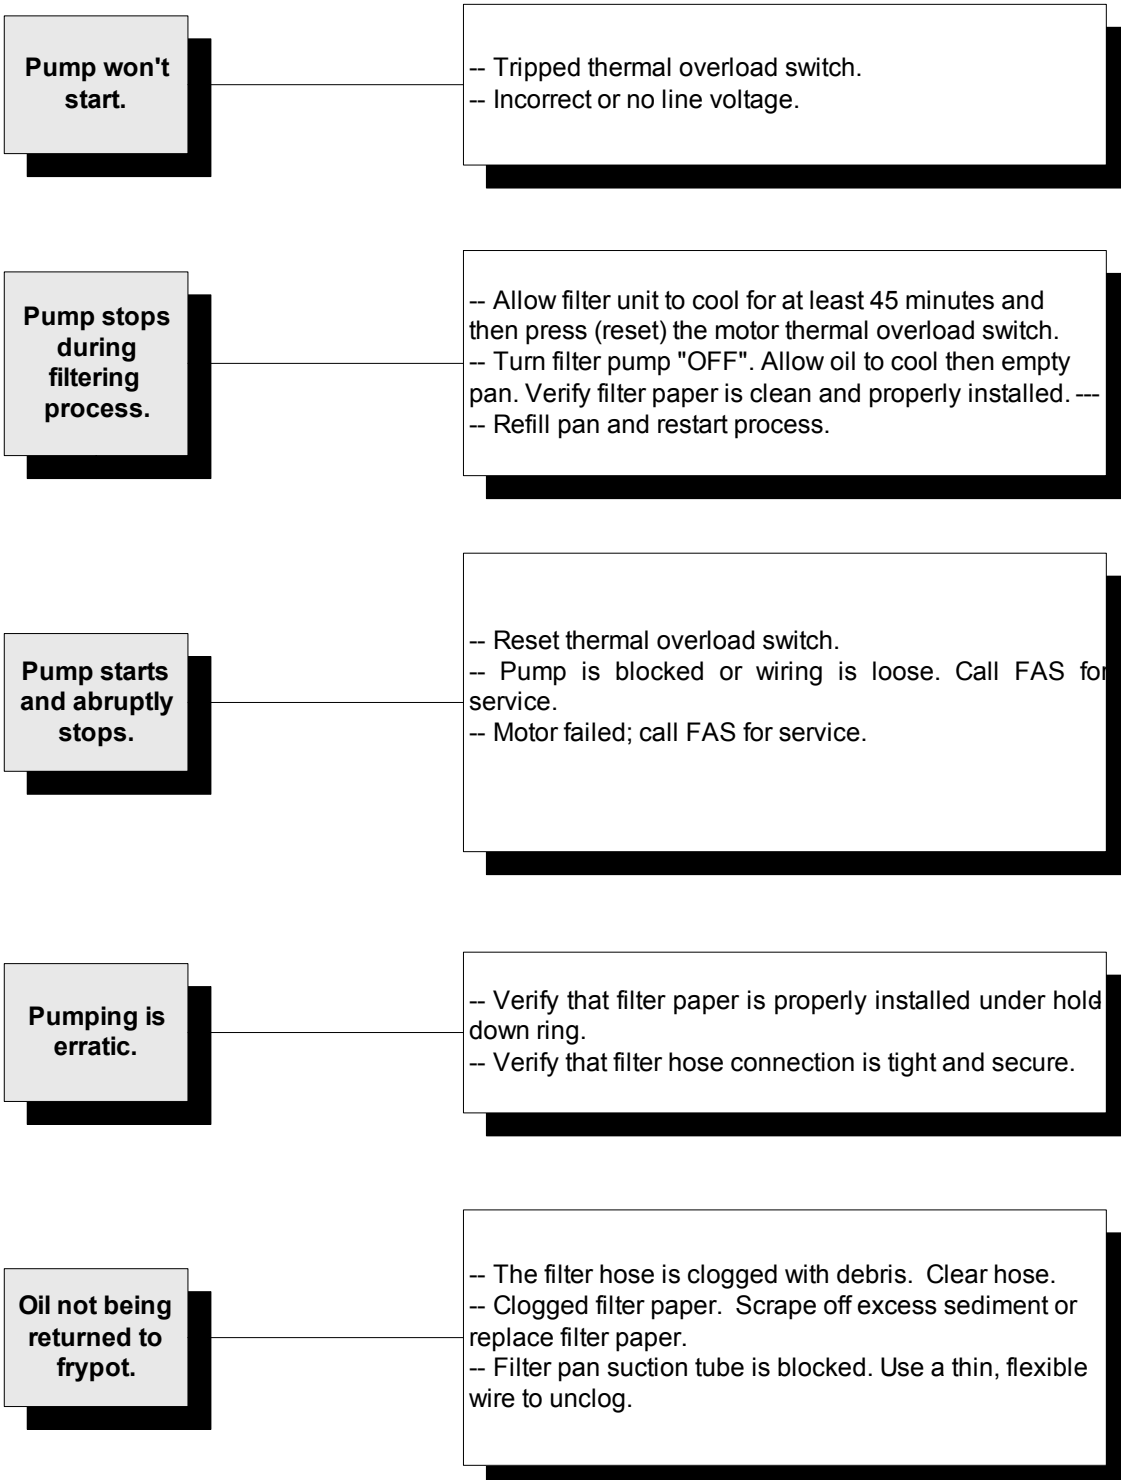 Pump won't
start.
-- Tripped thermal overload switch.
-- Incorrect or no line voltage.
Pump stops
during
filtering
process.
-- Allow filter unit to cool for at least 45 minutes and
then press (reset) the motor thermal overload switch.
-- Turn filter pump "OFF". Allow oil to cool then empty
pan. Verify filter paper is clean and properly installed. ---
-- Refill pan and restart process.
Pump starts
and abruptly
stops.
-- Reset thermal overload switch.
-- Pump is blocked or wiring is loose. Call FAS for
service.
-- Motor failed; call FAS for service.
Pumping is
erratic.
-- Verify that filter paper is properly installed under hold-
down ring.
-- Verify that filter hose connection is tight and secure.
Oil not being
returned to
frypot.
-- The filter hose is clogged with debris.  Clear hose.
-- Clogged filter paper.  Scrape off excess sediment or
replace filter paper.
-- Filter pan suction tube is blocked. Use a thin, flexible
wire to unclog.